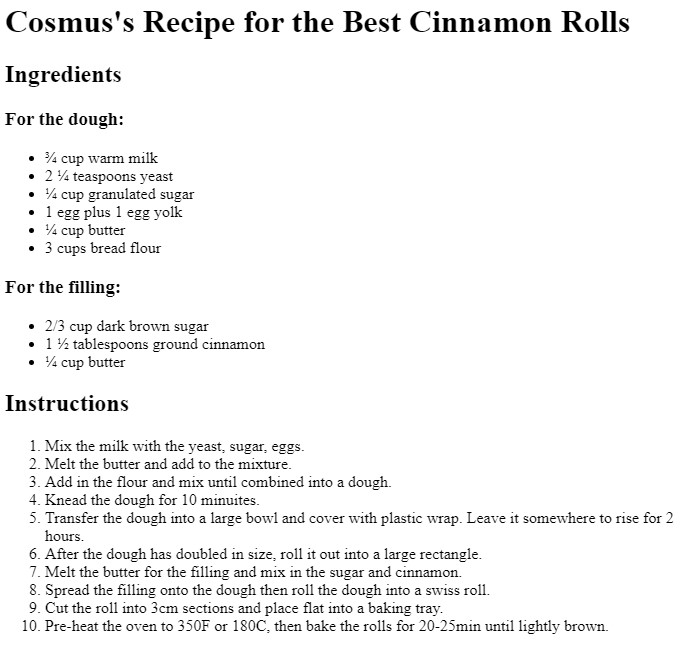 Cosmus's Recipe for the Best Cinnamon Rolls
Ingredients
For the dough:
• ¾ cup warm milk
• 2 ¼ teaspoons yeast
• ¼ cup granulated sugar
• 1 egg plus 1 egg yolk
• ¼ cup butter
• 3 cups bread flour
For the filling:
• 2/3 cup dark brown sugar
• 1 ½ tablespoons ground cinnamon
• ¼ cup butter
Instructions
1. Mix the milk with the yeast, sugar, eggs.
2. Melt the butter and add to the mixture.
3. Add in the flour and mix until combined into a dough.
4. Knead the dough for 10 minuites.
5. Transfer the dough into a large bowl and cover with plastic wrap. Leave it somewhere to rise for 2
hours.
6. After the dough has doubled in size, roll it out into a large rectangle.
7. Melt the butter for the filling and mix in the sugar and cinnamon.
8. Spread the filling onto the dough then roll the dough into a swiss roll.
9. Cut the roll into 3cm sections and place flat into a baking tray.
10. Pre-heat the oven to 350F or 180C, then bake the rolls for 20-25min until lightly brown.